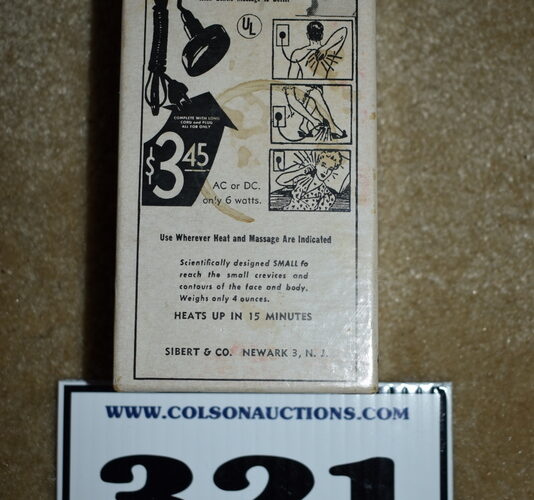 UL
COMPLETE WITH LONG
CORD and PLUG
ALL FOR ONLY
$3.45
AC or DC.
only 6 watts.
Use Wherever Heat and Massage Are Indicated
Scientifically designed SMALL to
reach the small crevices and
contours of the face and body.
Weighs only 4 ounces.
HEATS UP IN 15 MINUTES
SIBERT & CO. NEWARK 3, N. J.
WWW.COLSONAUCTIONS.COM
321